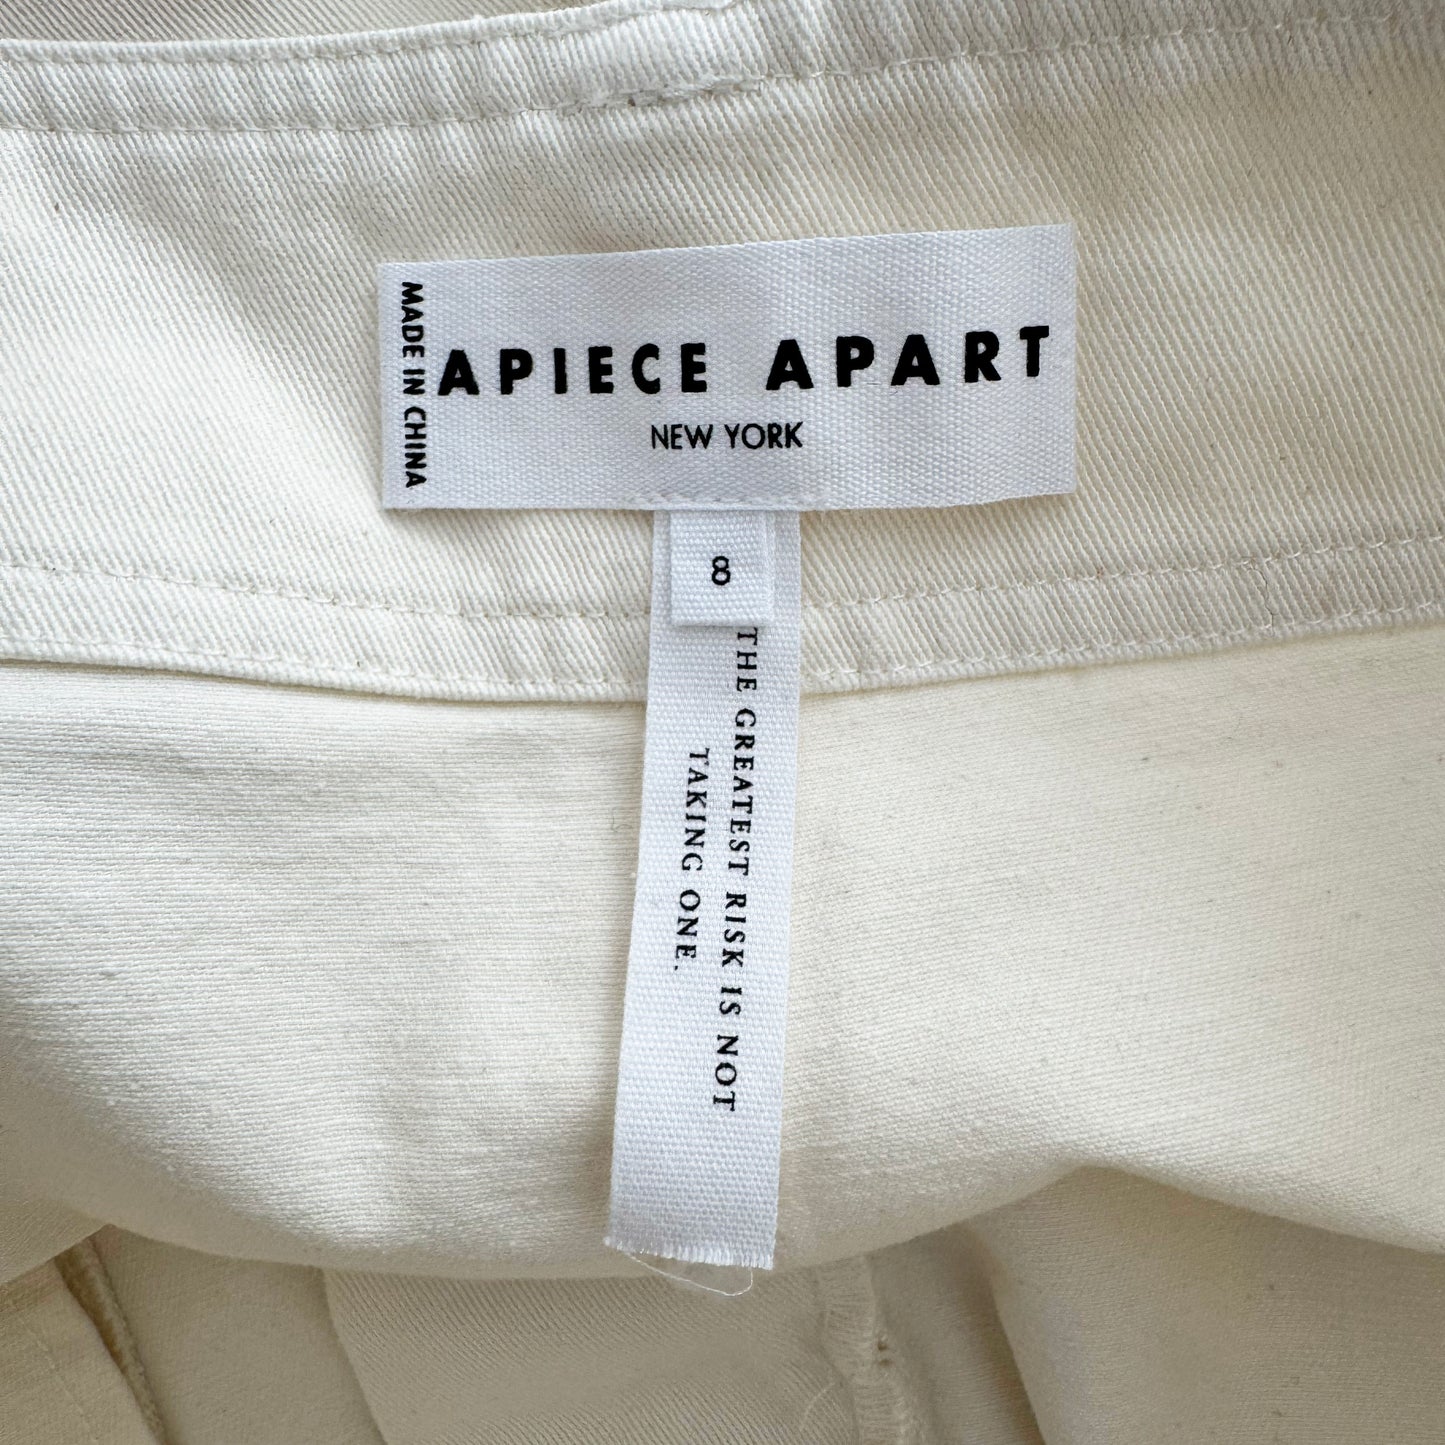 MADE IN CHINA
APIECE APART
NEW YORK
8
THE GREATEST RISK IS NOT
TAKING ONE.